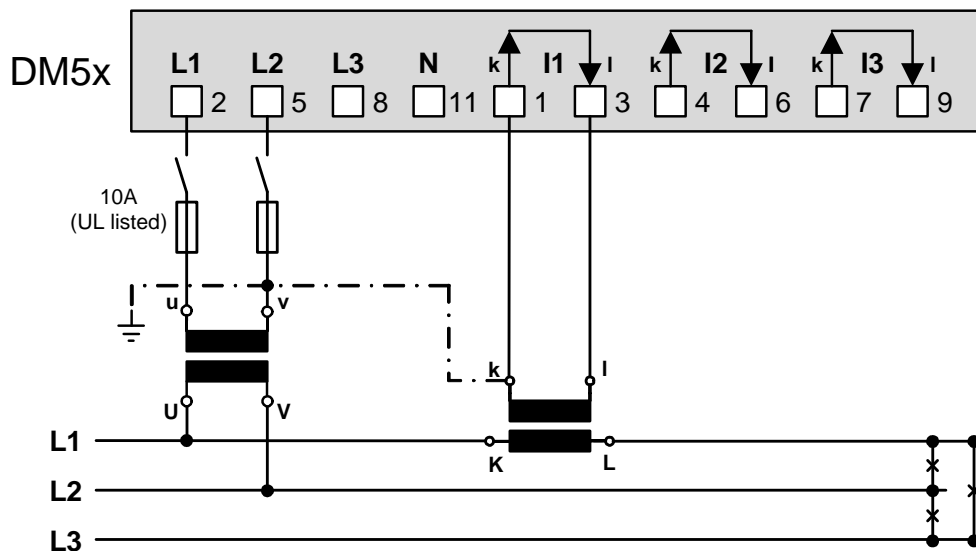 DM5x
L1 L2 L3 N k I1 l k I2 l k I3 l
2 5 8 11 1 3 4 6 7 9
10A
(UL listed)
u v
k l
U V
L1
K L
L2
L3